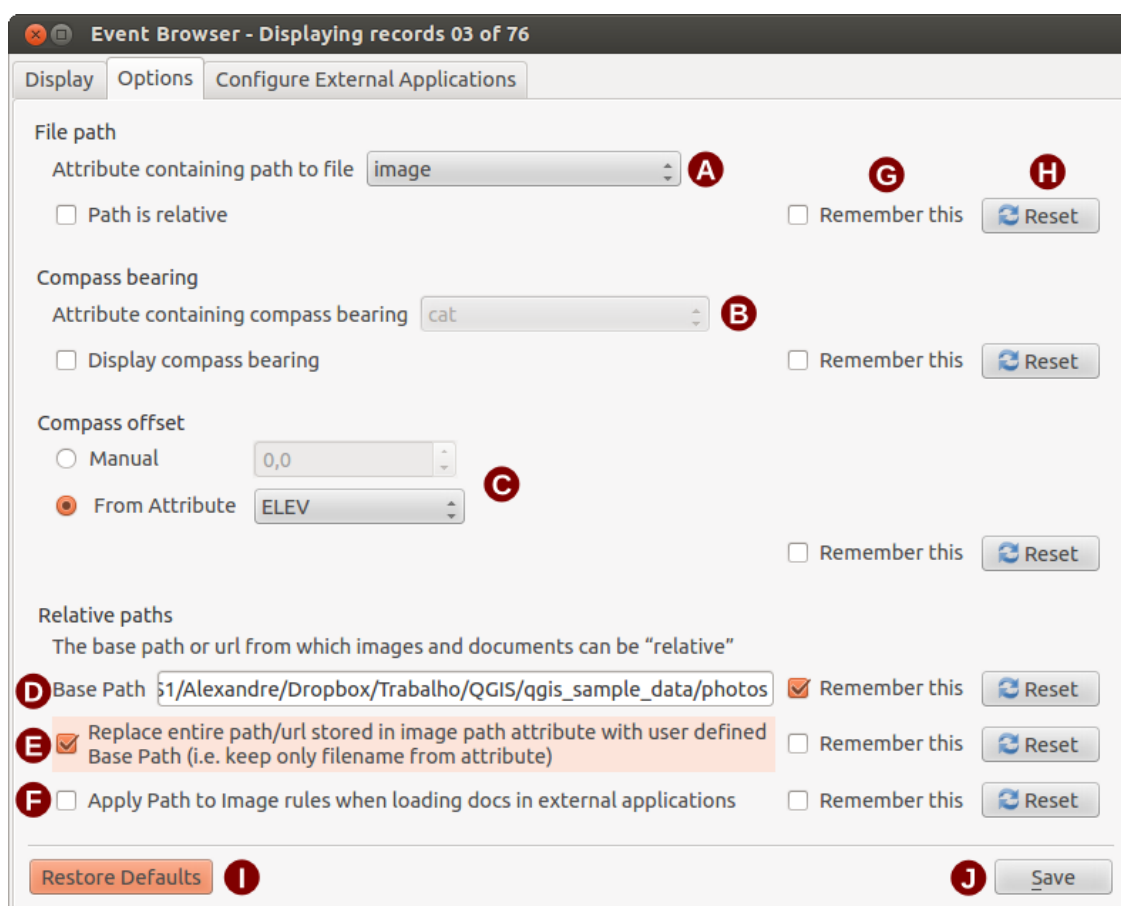 Event Browser - Displaying records 03 of 76
Display Options Configure External Applications
File path
Attribute containing path to file image A G H
Path is relative Remember this Reset
Compass bearing
Attribute containing compass bearing cat B
Display compass bearing Remember this Reset
Compass offset
Manual 0,0
C
From Attribute ELEV
Remember this Reset
Relative paths
The base path or url from which images and documents can be “relative”
D Base Path S1/Alexandre/Dropbox/Trabalho/QGIS/qgis_sample_data/photos Remember this Reset
E Replace entire path/url stored in image path attribute with user defined
Base Path (i.e. keep only filename from attribute) Remember this Reset
F Apply Path to Image rules when loading docs in external applications Remember this Reset
Restore Defaults I J Save